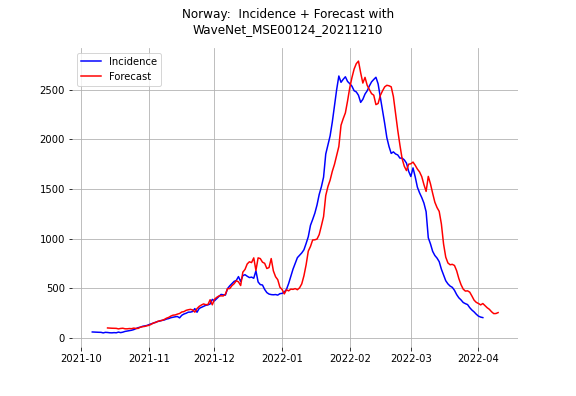 Norway:  Incidence + Forecast with
WaveNet_MSE00124_20211210
Incidence
Forecast
2500
2000
1500
1000
500
0
2021-10 2021-11 2021-12 2022-01 2022-02 2022-03 2022-04